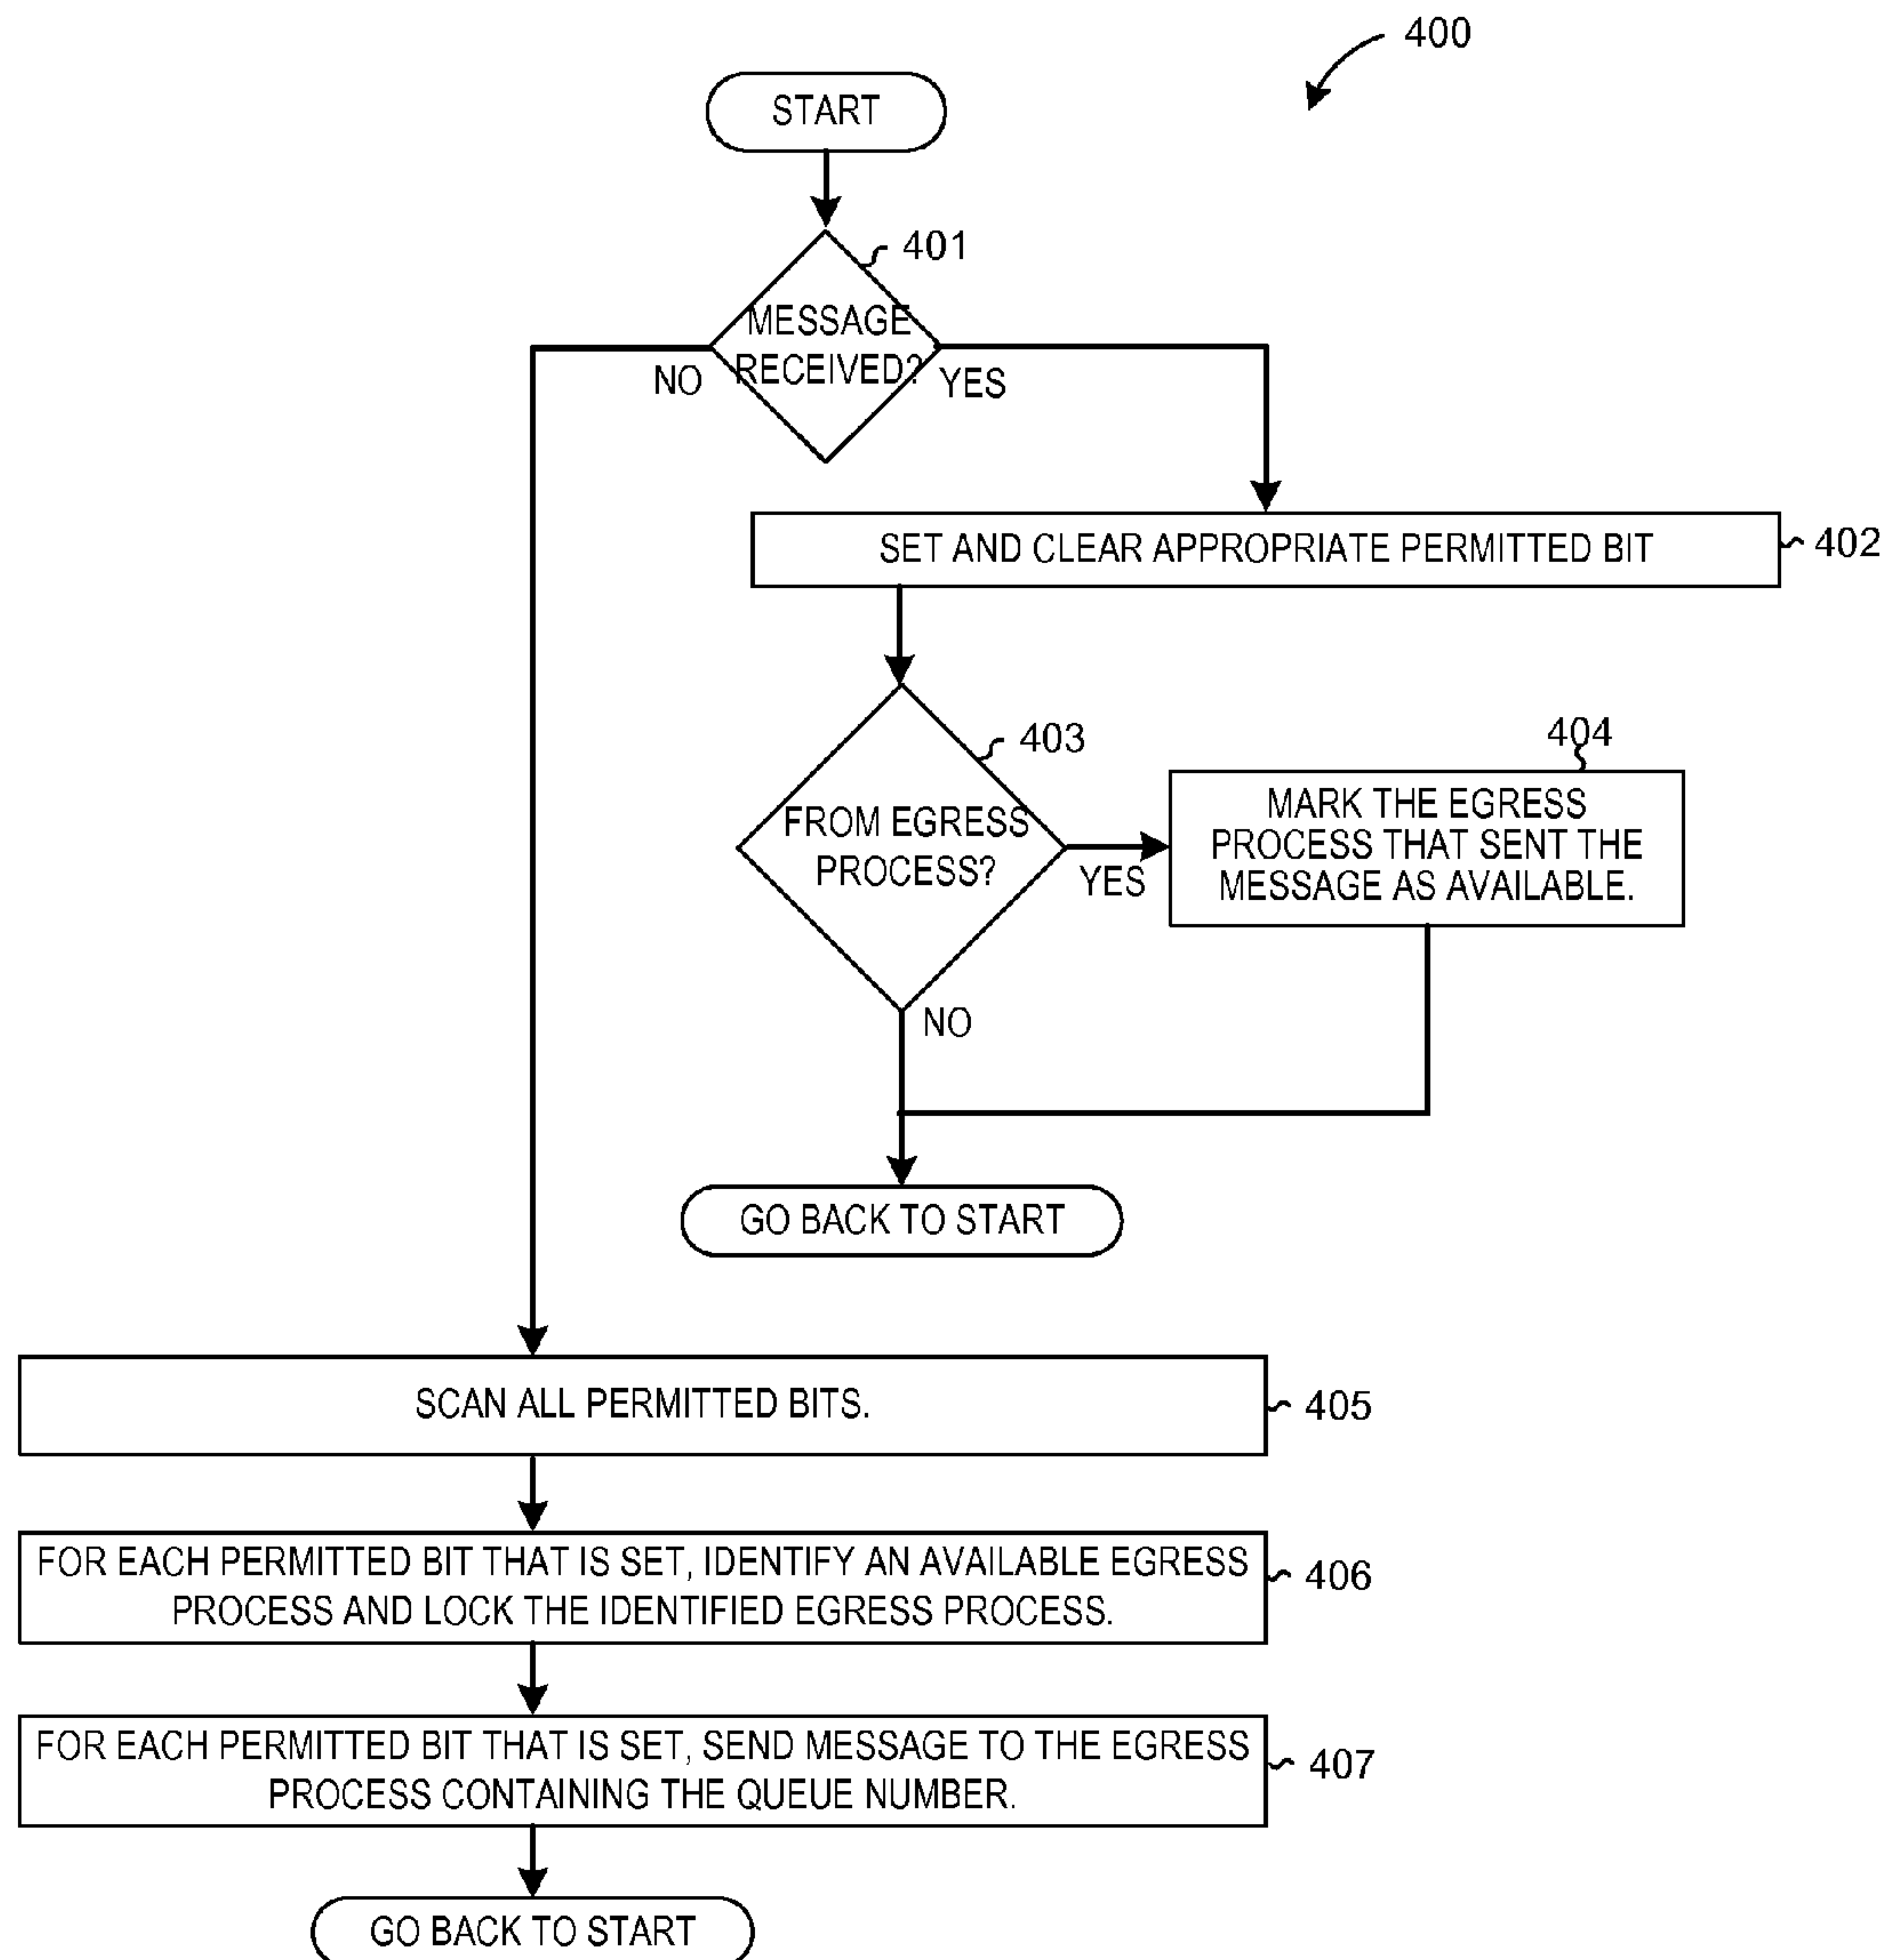 400
START
401
MESSAGE
RECEIVED?
NO
YES
SET AND CLEAR APPROPRIATE PERMITTED BIT
402
403
404
FROM EGRESS
PROCESS?
YES
MARK THE EGRESS
PROCESS THAT SENT THE
MESSAGE AS AVAILABLE.
NO
GO BACK TO START
SCAN ALL PERMITTED BITS.
405
FOR EACH PERMITTED BIT THAT IS SET, IDENTIFY AN AVAILABLE EGRESS
PROCESS AND LOCK THE IDENTIFIED EGRESS PROCESS.
406
FOR EACH PERMITTED BIT THAT IS SET, SEND MESSAGE TO THE EGRESS
PROCESS CONTAINING THE QUEUE NUMBER.
407
GO BACK TO START